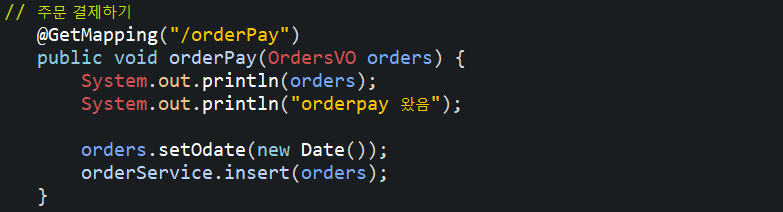 // 주문 결제하기
@GetMapping("/orderPay")
public void orderPay(OrdersVO orders) {
System.out.println(orders);
System.out.println("orderpay 왔음");
orders.setOdate(new Date());
orderService.insert(orders);
}